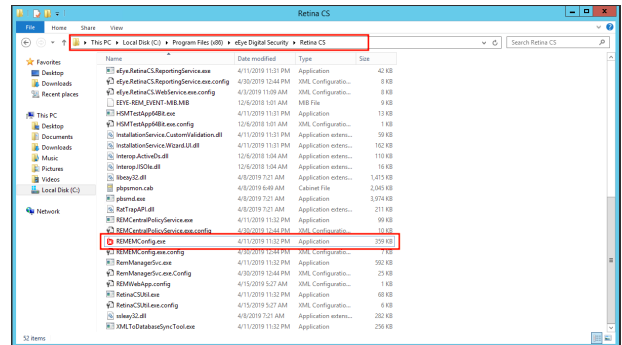 Retina CS
File Home Share View
This PC Local Disk (C:) Program Files (x86) eEye Digital Security Retina CS
Search Retina CS
Name Date modified Type Size
Favorites
Desktop
Downloads
Recent places
This PC
Desktop
Documents
Downloads
Music
Pictures
Videos
Local Disk (C:)
Network
eEye.RetinaCS.ReportingService.exe 4/11/2019 11:31 PM Application 42 KB
eEye.RetinaCS.ReportingService.exe.config 4/30/2019 12:44 PM XML Configuratio... 8 KB
eEye.RetinaCS.WebService.exe.config 4/3/2019 11:09 AM XML Configuratio... 8 KB
EEYE-REM_EVENT-MIB.MIB 12/6/2018 1:01 AM MIB File 9 KB
HSMTestApp64Bit.exe 4/11/2019 11:31 PM Application 13 KB
HSMTestApp64Bit.exe.config 12/6/2018 1:01 AM XML Configuratio... 1 KB
InstallationService.CustomValidation.dll 4/11/2019 11:31 PM Application extens... 59 KB
InstallationService.Wizard.UI.dll 4/11/2019 11:31 PM Application extens... 162 KB
Interop.ActiveDs.dll 12/6/2018 1:04 AM Application extens... 110 KB
Interop.JSOle.dll 12/6/2018 1:04 AM Application extens... 16 KB
libeay32.dll 4/8/2019 7:21 AM Application extens... 1,415 KB
pbpsmon.cab 4/8/2019 6:49 AM Cabinet File 2,045 KB
pbsmd.exe 4/8/2019 7:21 AM Application 3,974 KB
RatTrapAPI.dll 4/8/2019 7:21 AM Application extens... 211 KB
REMCentralPolicyService.exe 4/11/2019 11:32 PM Application 99 KB
REMCentralPolicyService.exe.config 4/30/2019 12:44 PM XML Configuratio... 10 KB
REMEMConfig.exe 4/11/2019 11:32 PM Application 359 KB
REMEMConfig.exe.config 4/30/2019 12:44 PM XML Configuratio... 7 KB
RemManagerSvc.exe 4/11/2019 11:32 PM Application 592 KB
RemManagerSvc.exe.Config 4/30/2019 12:44 PM XML Configuratio... 25 KB
REMWebApp.config 4/15/2019 5:27 AM XML Configuratio... 1 KB
RetinaCSUtil.exe 4/11/2019 11:32 PM Application 68 KB
RetinaCSUtil.exe.config 4/15/2019 5:27 AM XML Configuratio... 6 KB
ssleay32.dll 4/8/2019 7:21 AM Application extens... 282 KB
XMLToDatabaseSyncTool.exe 4/11/2019 11:32 PM Application 256 KB
52 items